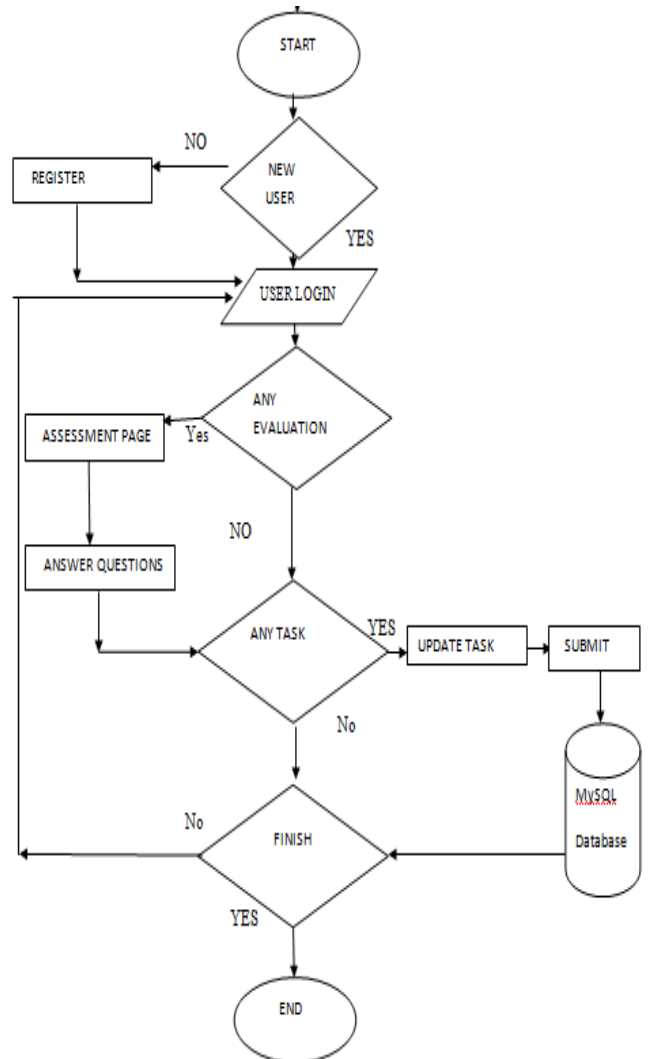 START
NO
NEW
USER
REGISTER
YES
USER LOGIN
ANY
EVALUATION
Yes
ASSESSMENT PAGE
NO
ANSWER QUESTIONS
ANY TASK
YES
UPDATE TASK
SUBMIT
No
MySQL
Database
No
FINISH
YES
END